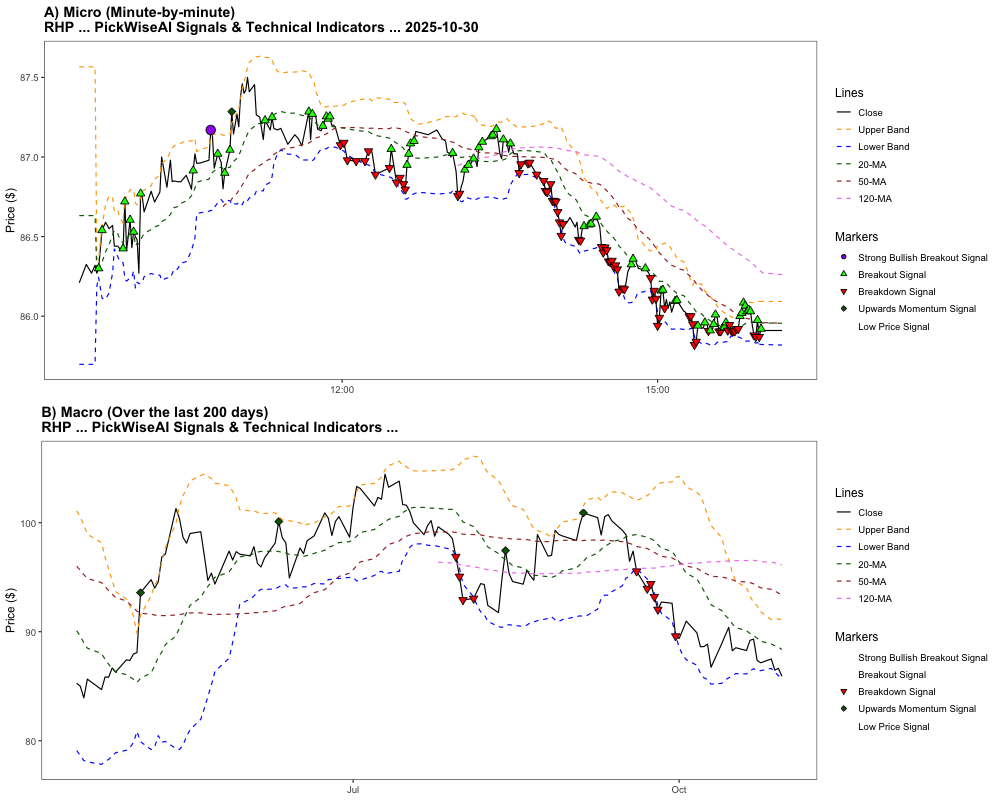 A) Micro (Minute-by-minute)
RHP ... PickWiseAI Signals & Technical Indicators ... 2025-10-30
Price ($)
87.5
87.0
86.5
86.0
12:00
15:00
Lines
Close
Upper Band
Lower Band
20-MA
50-MA
120-MA
Markers
Strong Bullish Breakout Signal
Breakout Signal
Breakdown Signal
Upwards Momentum Signal
Low Price Signal
B) Macro (Over the last 200 days)
RHP ... PickWiseAI Signals & Technical Indicators ...
Price ($)
100
90
80
Jul
Oct
Lines
Close
Upper Band
Lower Band
20-MA
50-MA
120-MA
Markers
Strong Bullish Breakout Signal
Breakout Signal
Breakdown Signal
Upwards Momentum Signal
Low Price Signal